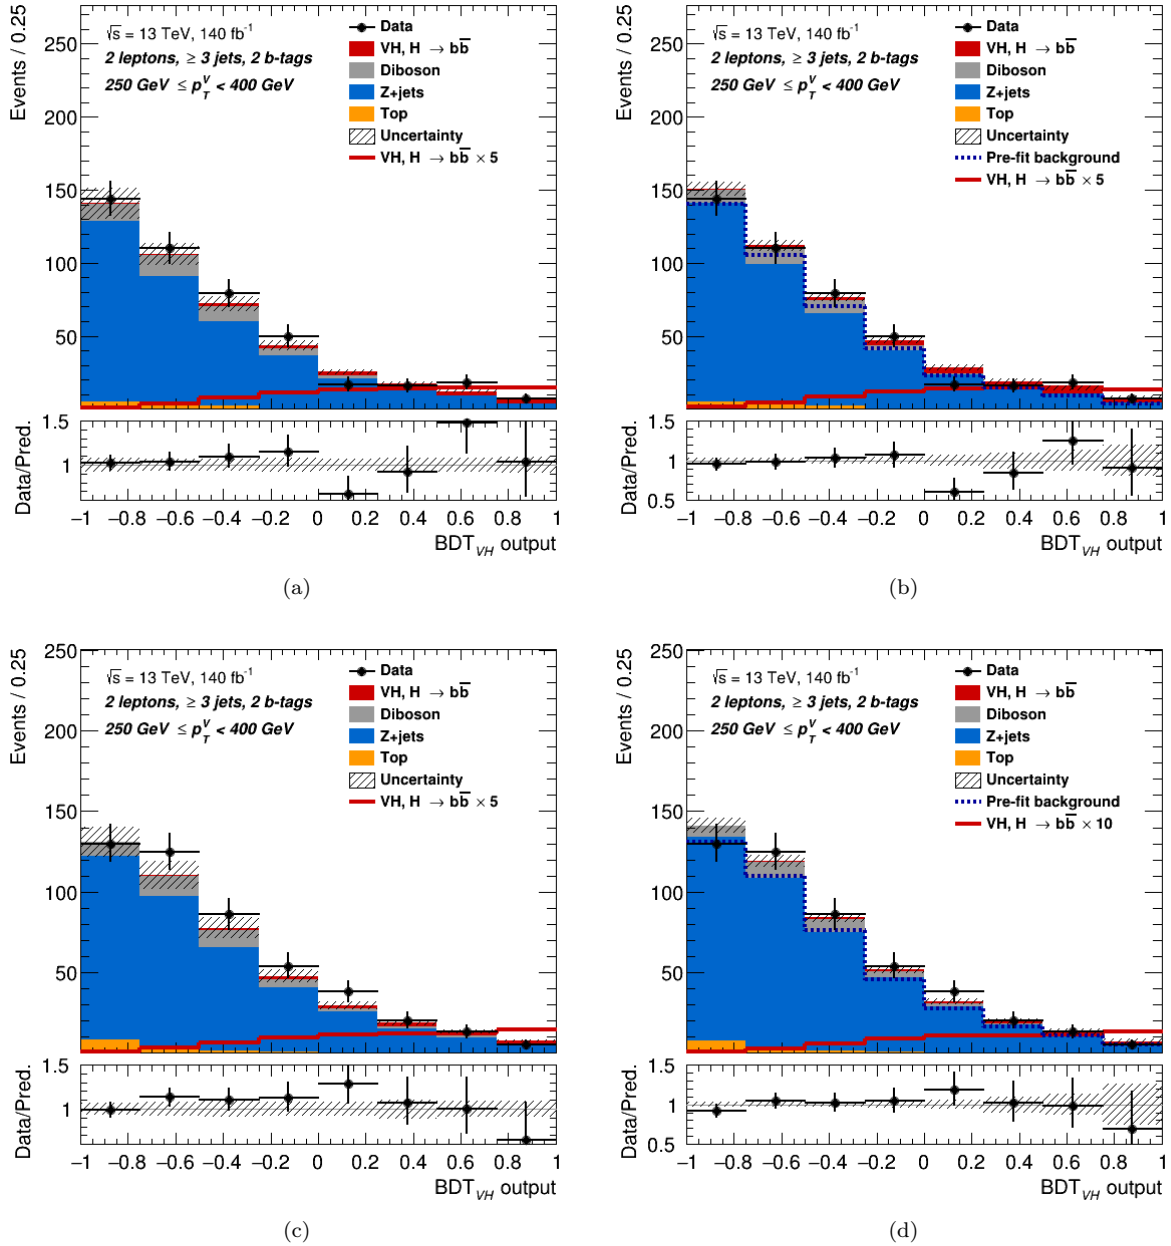 Events / 0.25
250
200
150
100
50
√s = 13 TeV, 140 fb⁻¹
2 leptons, ≥ 3 jets, 2 b-tags
250 GeV ≤ p_T^V < 400 GeV
Data
VH, H → bb̅
Diboson
Z+jets
Top
Uncertainty
VH, H → bb̅ × 5
Data/Pred.
1.5
1
−1 −0.8 −0.6 −0.4 −0.2 0 0.2 0.4 0.6 0.8 1
BDT_VH output
(a)
Events / 0.25
250
200
150
100
50
√s = 13 TeV, 140 fb⁻¹
2 leptons, ≥ 3 jets, 2 b-tags
250 GeV ≤ p_T^V < 400 GeV
Data
VH, H → bb̅
Diboson
Z+jets
Top
Uncertainty
Pre-fit background
VH, H → bb̅ × 5
Data/Pred.
1.5
1
0.5
−1 −0.8 −0.6 −0.4 −0.2 0 0.2 0.4 0.6 0.8 1
BDT_VH output
(b)
Events / 0.25
250
200
150
100
50
√s = 13 TeV, 140 fb⁻¹
2 leptons, ≥ 3 jets, 2 b-tags
250 GeV ≤ p_T^V < 400 GeV
Data
VH, H → bb̅
Diboson
Z+jets
Top
Uncertainty
VH, H → bb̅ × 5
Data/Pred.
1.5
1
−1 −0.8 −0.6 −0.4 −0.2 0 0.2 0.4 0.6 0.8 1
BDT_VH output
(c)
Events / 0.25
250
200
150
100
50
√s = 13 TeV, 140 fb⁻¹
2 leptons, ≥ 3 jets, 2 b-tags
250 GeV ≤ p_T^V < 400 GeV
Data
VH, H → bb̅
Diboson
Z+jets
Top
Uncertainty
Pre-fit background
VH, H → bb̅ × 10
Data/Pred.
1.5
1
0.5
−1 −0.8 −0.6 −0.4 −0.2 0 0.2 0.4 0.6 0.8 1
BDT_VH output
(d)